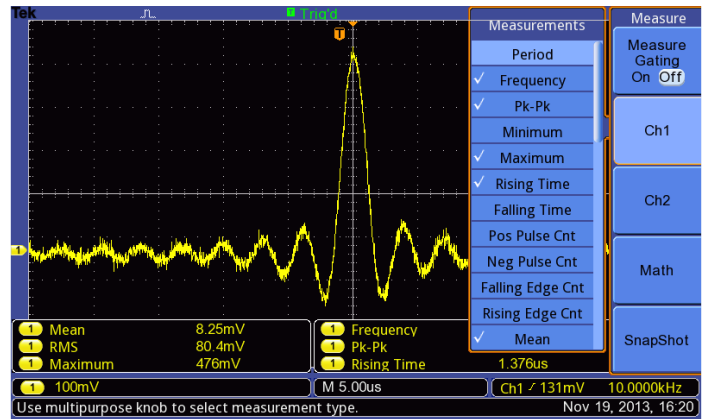 Tek
T Trig'd
T
Measurements
Period
✓ Frequency
✓ Pk-Pk
Minimum
✓ Maximum
✓ Rising Time
Falling Time
Pos Pulse Cnt
Neg Pulse Cnt
Falling Edge Cnt
Rising Edge Cnt
✓ Mean
Measure
Measure
Gating
On Off
Ch1
Ch2
Math
SnapShot
1
1 Mean 8.25mV
1 RMS 80.4mV
1 Maximum 476mV
1 Frequency
1 Pk-Pk
1 Rising Time 1.376us
1 100mV
M 5.00us
Ch1 131mV 10.0000kHz
Use multipurpose knob to select measurement type.
Nov 19, 2013, 16:20